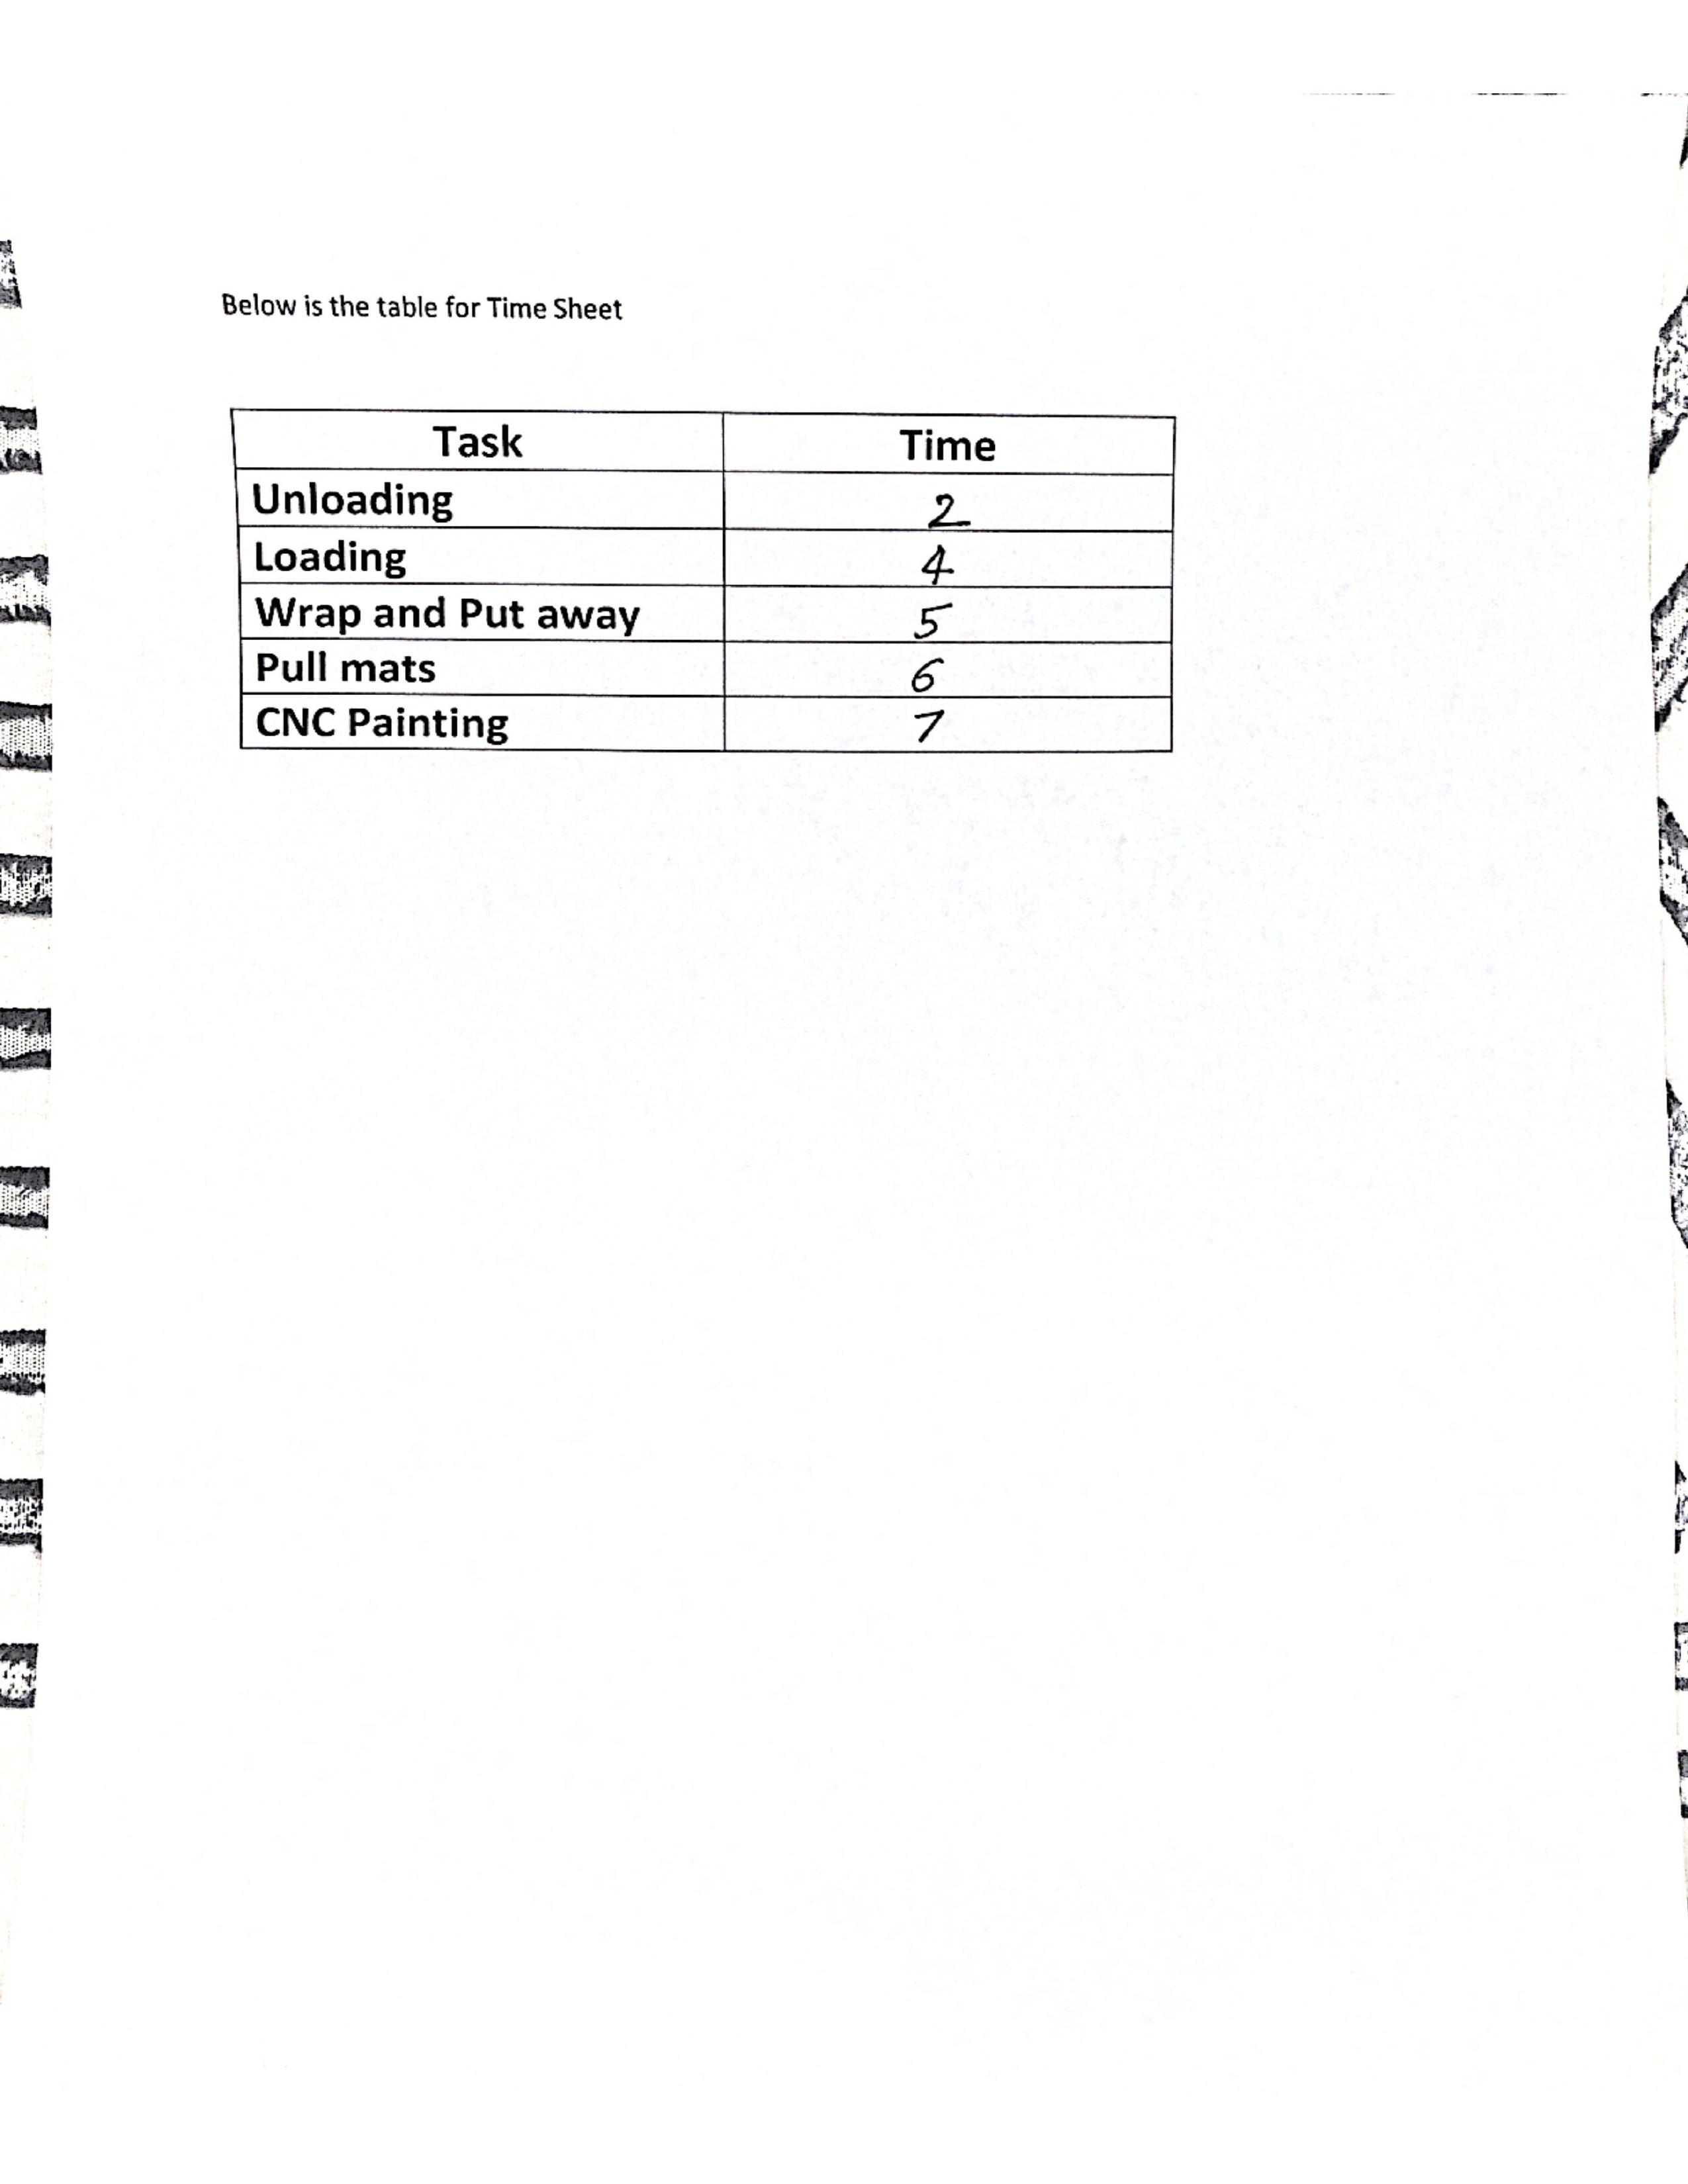 Below is the table for Time Sheet
Task Time
Unloading 2
Loading 4
Wrap and Put away 5
Pull mats 6
CNC Painting 7